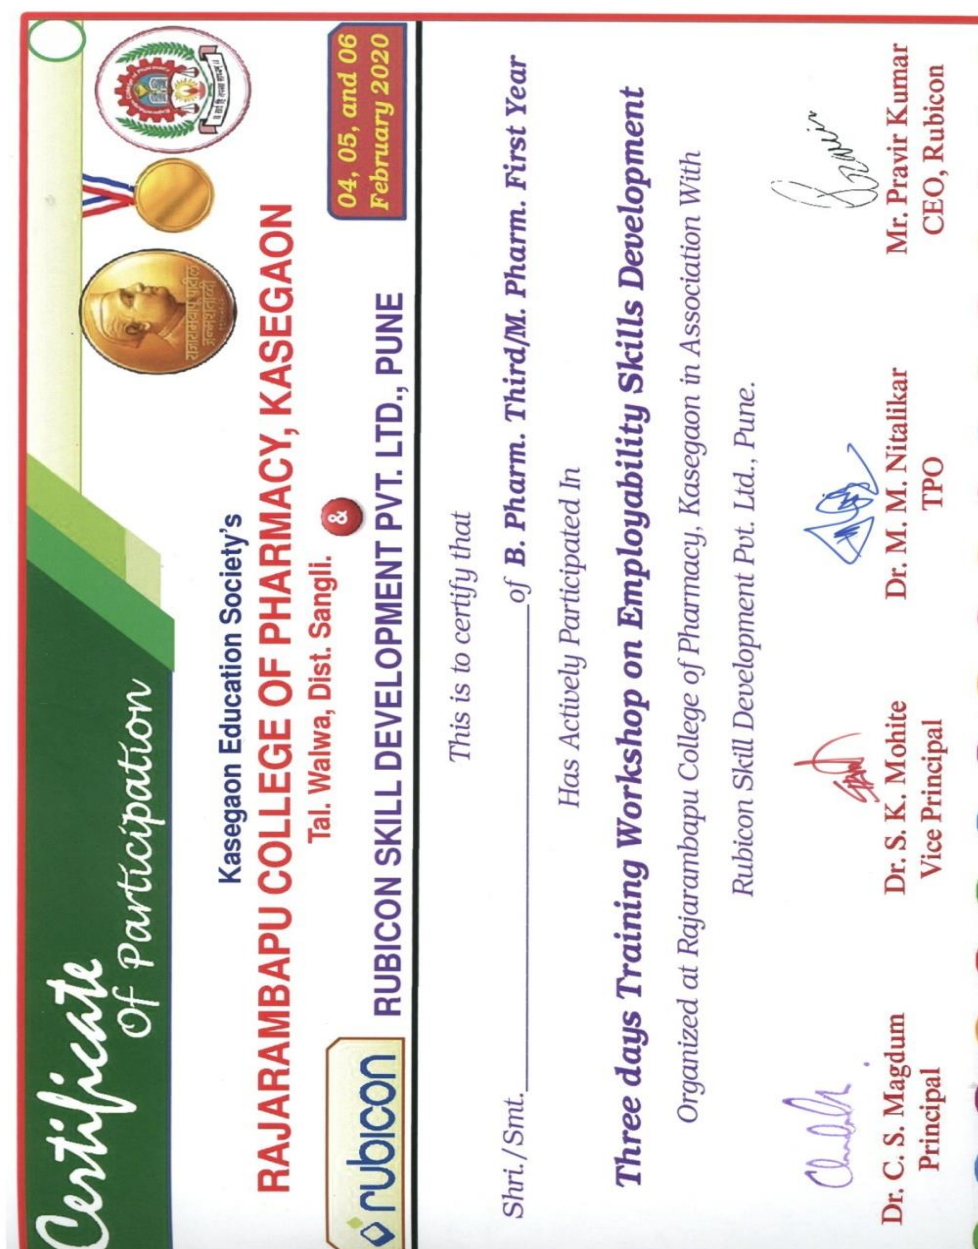 Certificate
Of Participation
04, 05, and 06
February 2020
राजारामबापू पाटील
जन्मशताब्दी
Kasegaon Education Society's
RAJARAMBAPU COLLEGE OF PHARMACY, KASEGAON
Tal. Walwa, Dist. Sangli.
&
rubicon
RUBICON SKILL DEVELOPMENT PVT. LTD., PUNE
This is to certify that
Shri./Smt. of B. Pharm. Third/M. Pharm. First Year
Has Actively Participated In
Three days Training Workshop on Employability Skills Development
Organized at Rajarambapu College of Pharmacy, Kasegaon in Association With
Rubicon Skill Development Pvt. Ltd., Pune.
Dr. C. S. Magdum
Principal
Dr. S. K. Mohite
Vice Principal
Dr. M. M. Nitalikar
TPO
Mr. Pravir Kumar
CEO, Rubicon